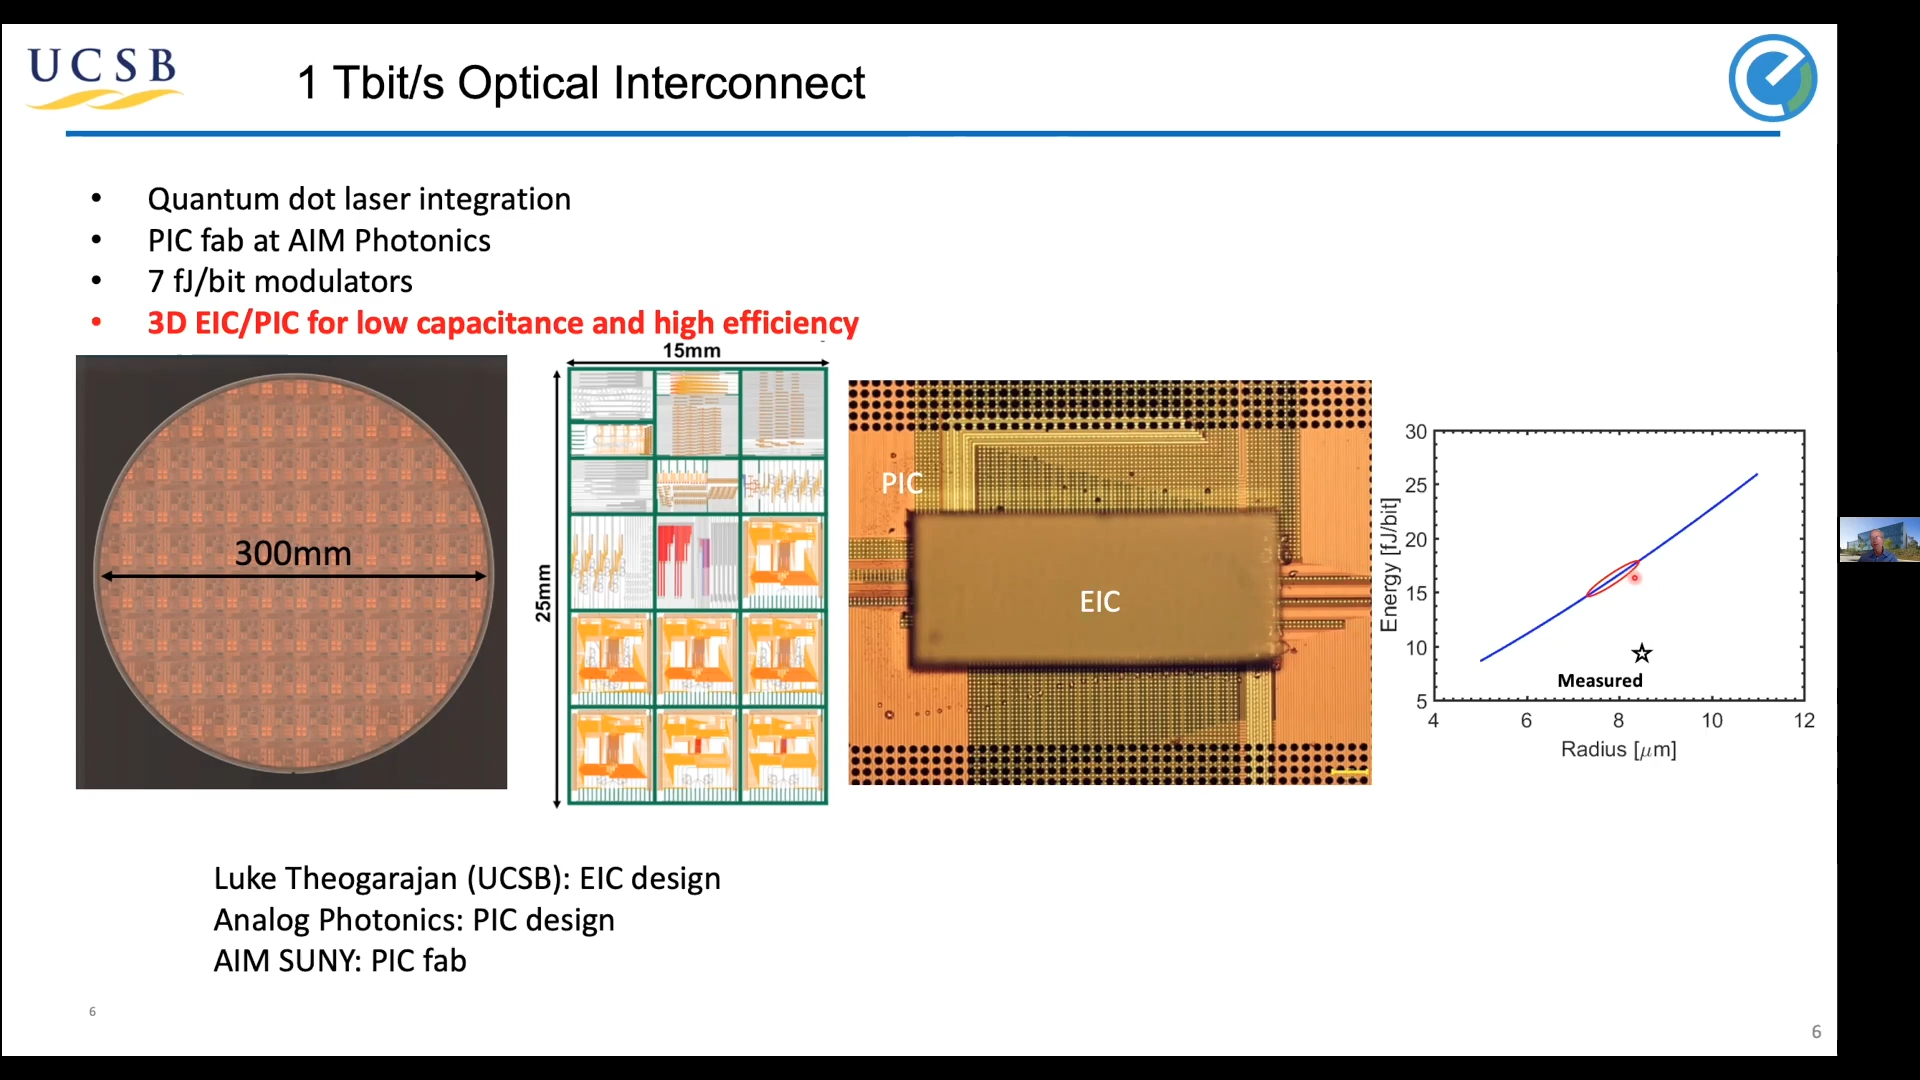 UCSB
1 Tbit/s Optical Interconnect
• Quantum dot laser integration
• PIC fab at AIM Photonics
• 7 fJ/bit modulators
• 3D EIC/PIC for low capacitance and high efficiency
300mm
15mm
25mm
PIC
EIC
30
25
20
15
10
5
Energy [fJ/bit]
Measured
4 6 8 10 12
Radius [μm]
Luke Theogarajan (UCSB): EIC design
Analog Photonics: PIC design
AIM SUNY: PIC fab
6
6